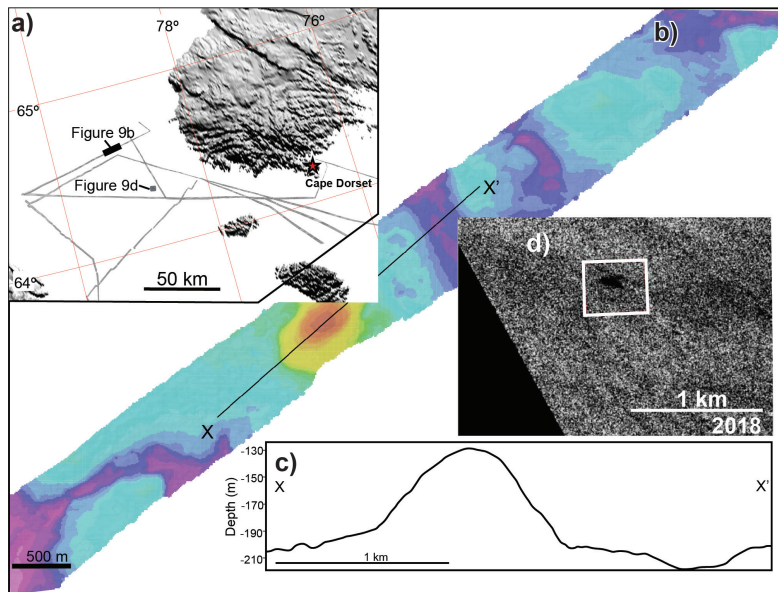 a)
78º
76º
65º
Figure 9b
Figure 9d
Cape Dorset
64º
50 km
b)
X'
X
500 m
d)
1 km
2018
c)
Depth (m)
-130
-150
-170
-190
-210
X
X'
1 km